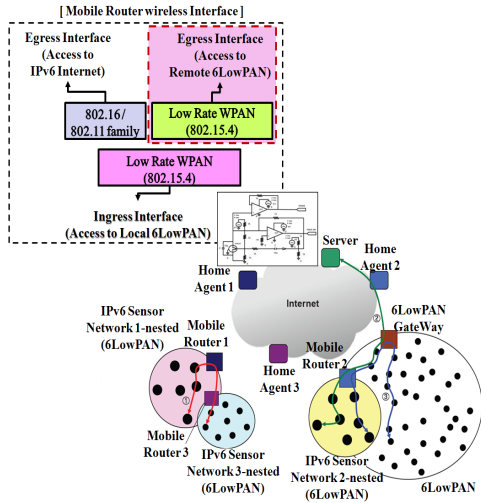 [ Mobile Router wireless Interface]
Egress Interface
(Access to
IPv6 Internet)
Egress Interface
(Access to
Remote 6LowPAN)
802.16/
802.11 family
Low Rate WPAN
(802.15.4)
Low Rate WPAN
(802.15.4)
Ingress Interface
(Access to Local 6LowPAN)
Server
Home
Agent 1
Home
Agent 2
Internet
IPv6 Sensor
Network 1-nested
(6LowPAN)
Mobile
Router 1
Home
Agent 3
Mobile
Router 2
6LowPAN
GateWay
①
②
③
Mobile
Router 3
IPv6 Sensor
Network 3-nested
(6LowPAN)
IPv6 Sensor
Network 2-nested
(6LowPAN)
6LowPAN